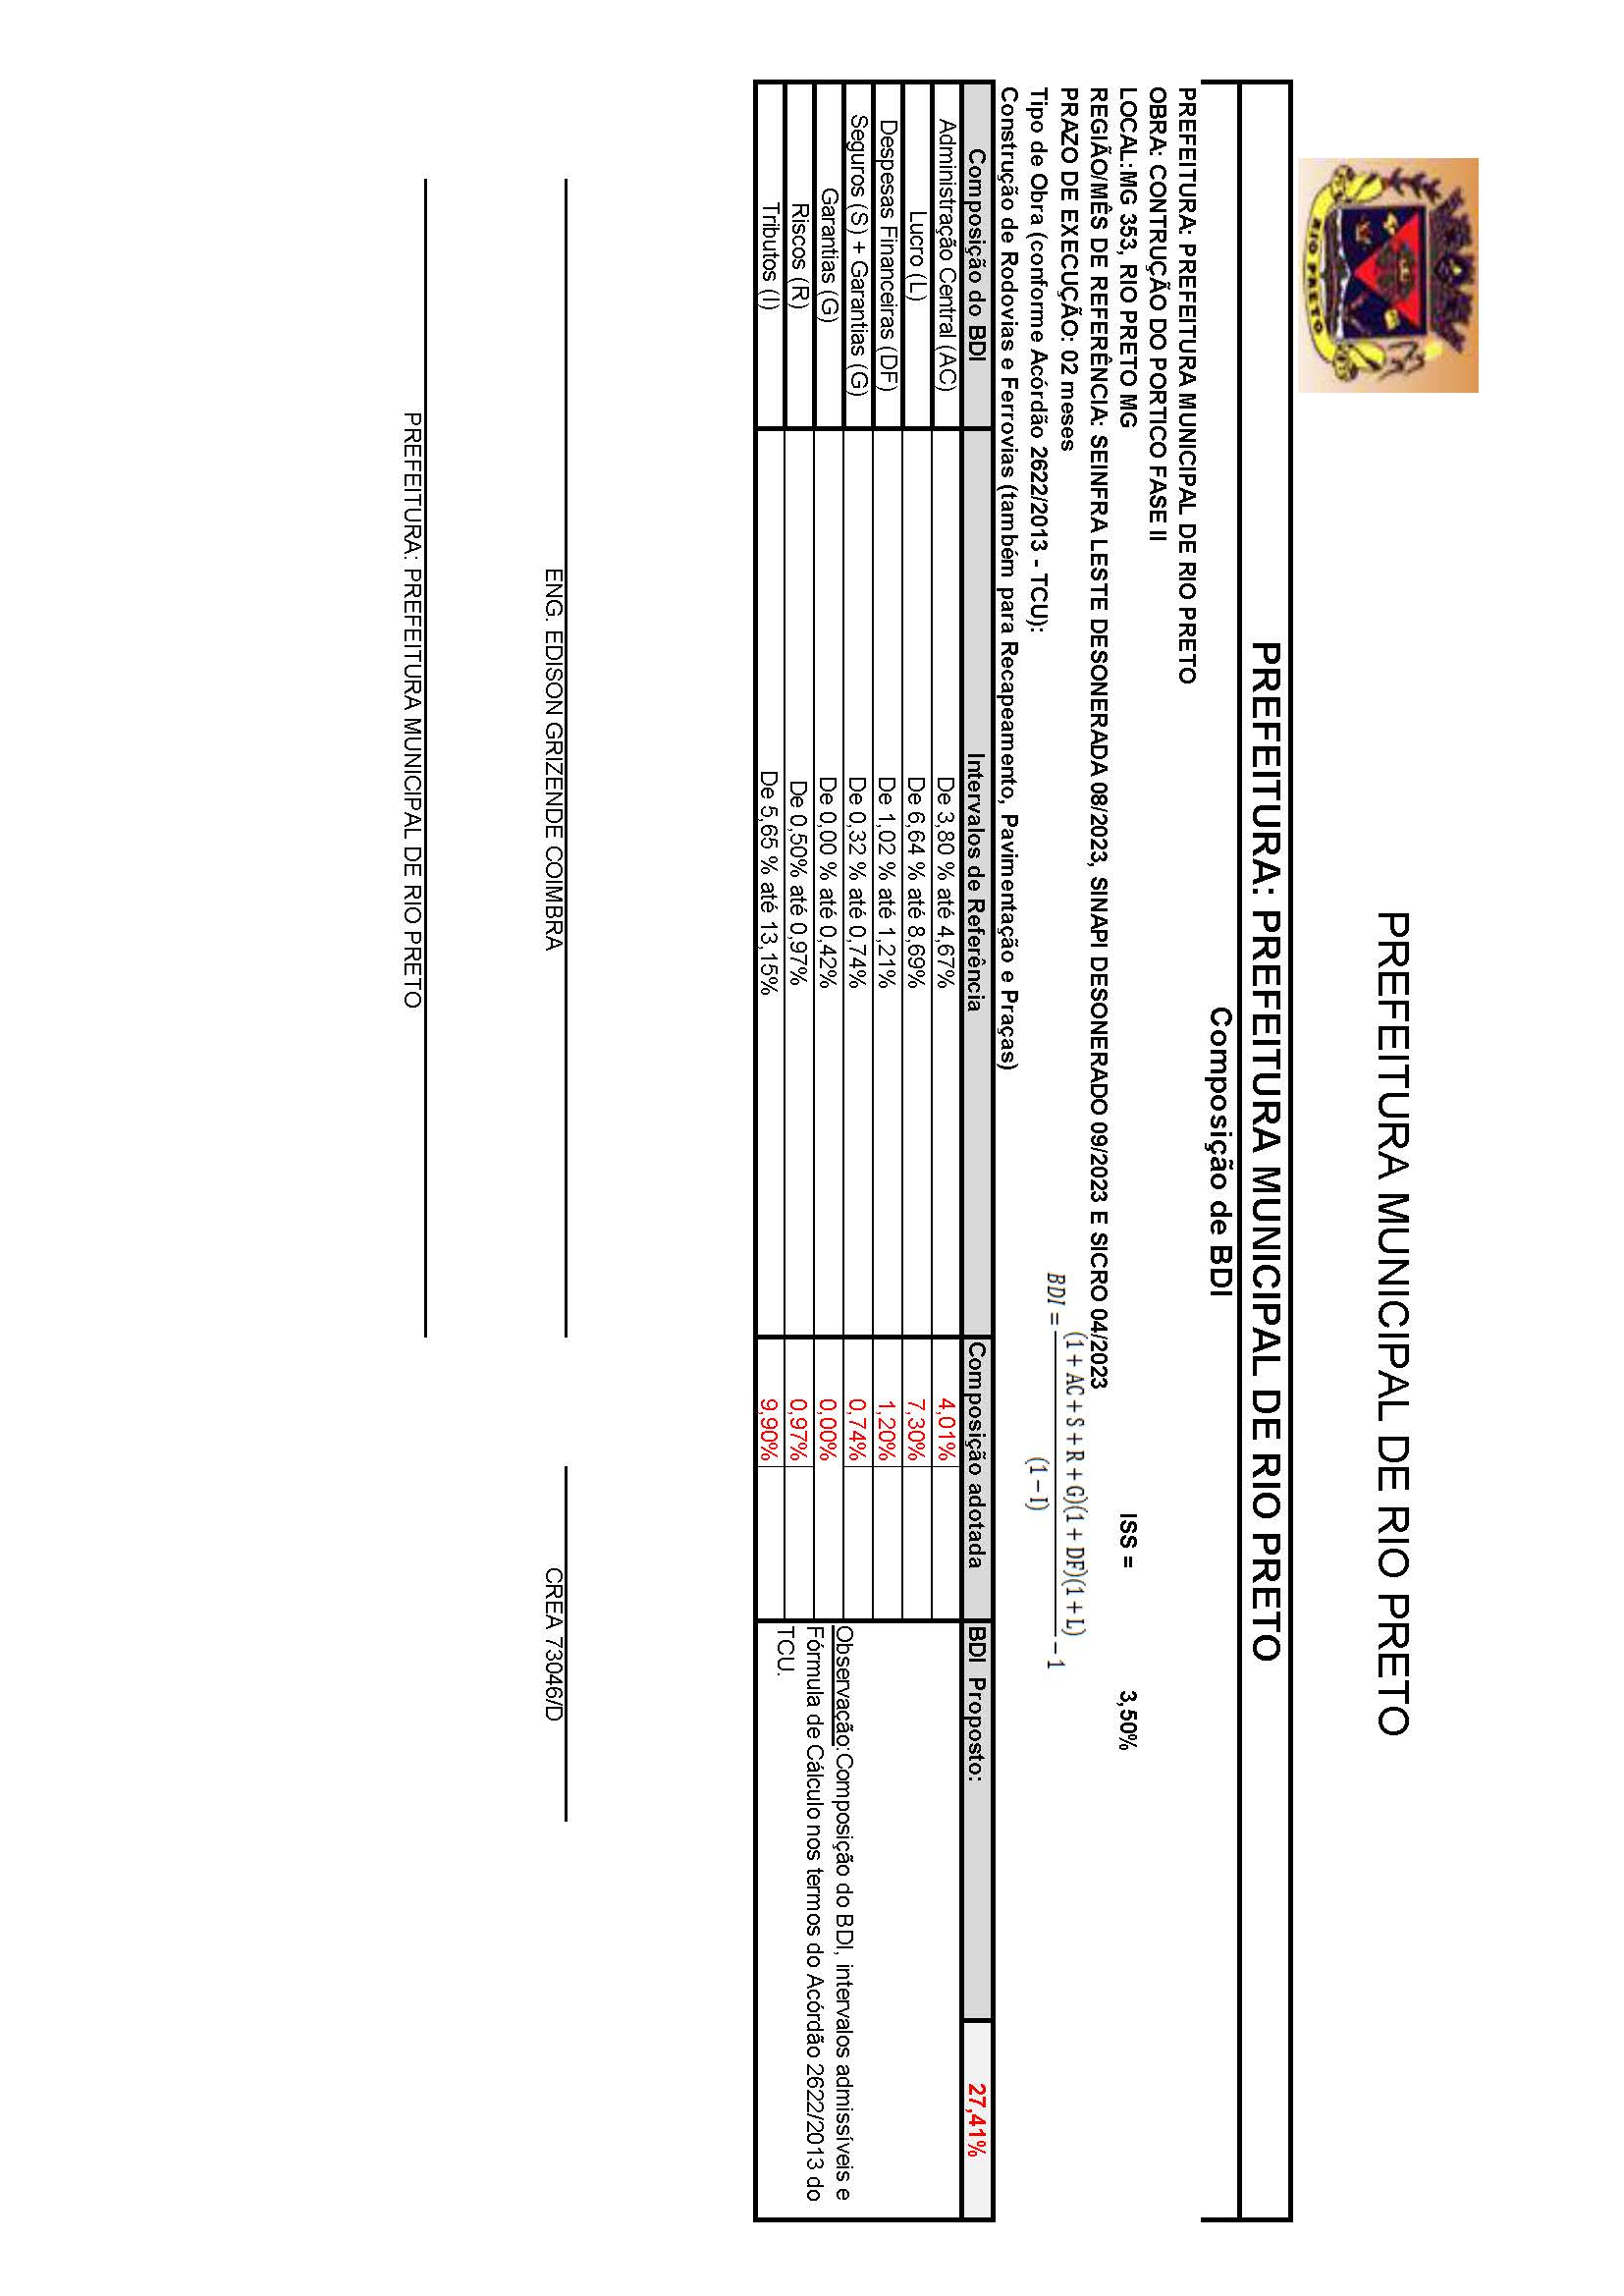 RIO PRETO
PREFEITURA MUNICIPAL DE RIO PRETO
PREFEITURA: PREFEITURA MUNICIPAL DE RIO PRETO
Composição de BDI
PREFEITURA: PREFEITURA MUNICIPAL DE RIO PRETO
OBRA: CONTRUÇÃO DO PORTICO FASE II
LOCAL:MG 353, RIO PRETO MG ISS = 3,50%
REGIÃO/MÊS DE REFERÊNCIA: SEINFRA LESTE DESONERADA 08/2023, SINAPI DESONERADO 09/2023 E SICRO 04/2023
PRAZO DE EXECUÇÃO: 02 meses
BDI = (1 + AC + S + R + G)(1 + DF)(1 + L) / (1 − I) − 1
Tipo de Obra (conforme Acórdão 2622/2013 - TCU):
Construção de Rodovias e Ferrovias (também para Recapeamento, Pavimentação e Praças)
Composição do BDI Intervalos de Referência Composição adotada BDI Proposto: 27,41%
Administração Central (AC) De 3,80 % até 4,67% 4,01%
Lucro (L) De 6,64 % até 8,69% 7,30%
Despesas Financeiras (DF) De 1,02 % até 1,21% 1,20%
Seguros (S) + Garantias (G) De 0,32 % até 0,74% 0,74%
Garantias (G) De 0,00 % até 0,42% 0,00%
Riscos (R) De 0,50% até 0,97% 0,97%
Tributos (I) De 5,65 % até 13,15% 9,90%
Observação:Composição do BDI, intervalos admissíveis e
Fórmula de Cálculo nos termos do Acórdão 2622/2013 do
TCU.
ENG. EDISON GRIZENDE COIMBRA CREA 73046/D
PREFEITURA: PREFEITURA MUNICIPAL DE RIO PRETO